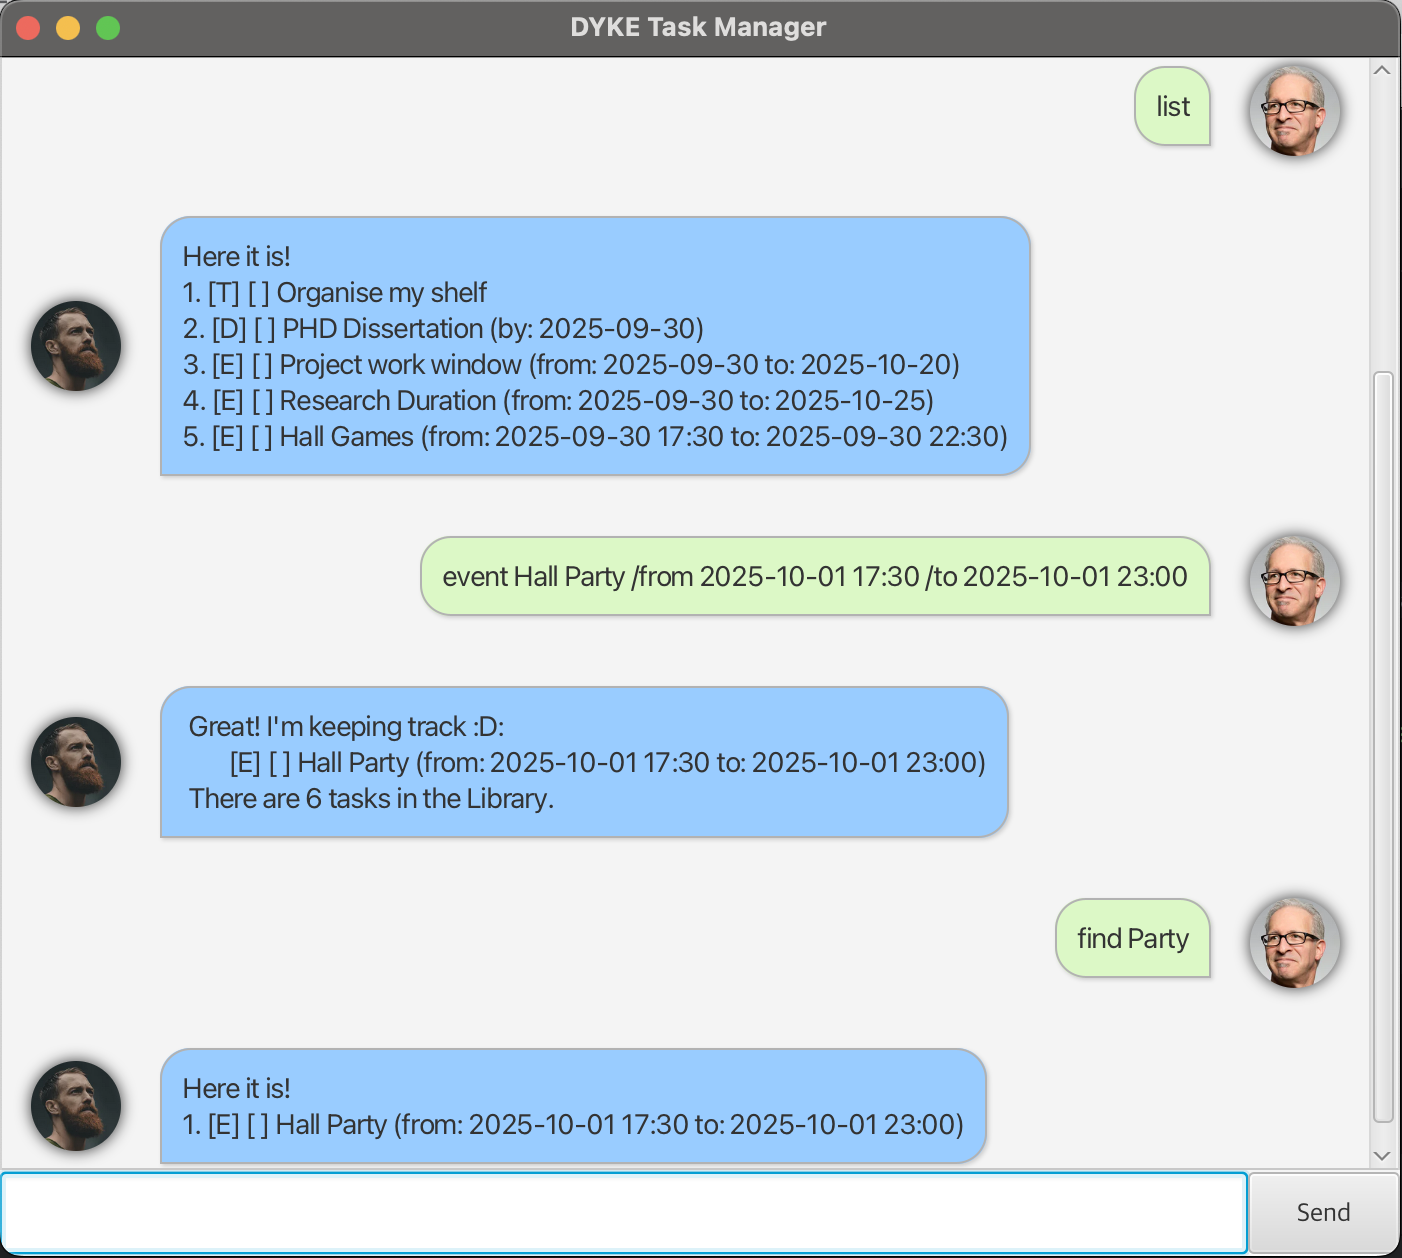 DYKE Task Manager
list
Here it is!
1. [T] [ ] Organise my shelf
2. [D] [ ] PHD Dissertation (by: 2025-09-30)
3. [E] [ ] Project work window (from: 2025-09-30 to: 2025-10-20)
4. [E] [ ] Research Duration (from: 2025-09-30 to: 2025-10-25)
5. [E] [ ] Hall Games (from: 2025-09-30 17:30 to: 2025-09-30 22:30)
event Hall Party /from 2025-10-01 17:30 /to 2025-10-01 23:00
Great! I'm keeping track :D:
[E] [ ] Hall Party (from: 2025-10-01 17:30 to: 2025-10-01 23:00)
There are 6 tasks in the Library.
find Party
Here it is!
1. [E] [ ] Hall Party (from: 2025-10-01 17:30 to: 2025-10-01 23:00)
Send